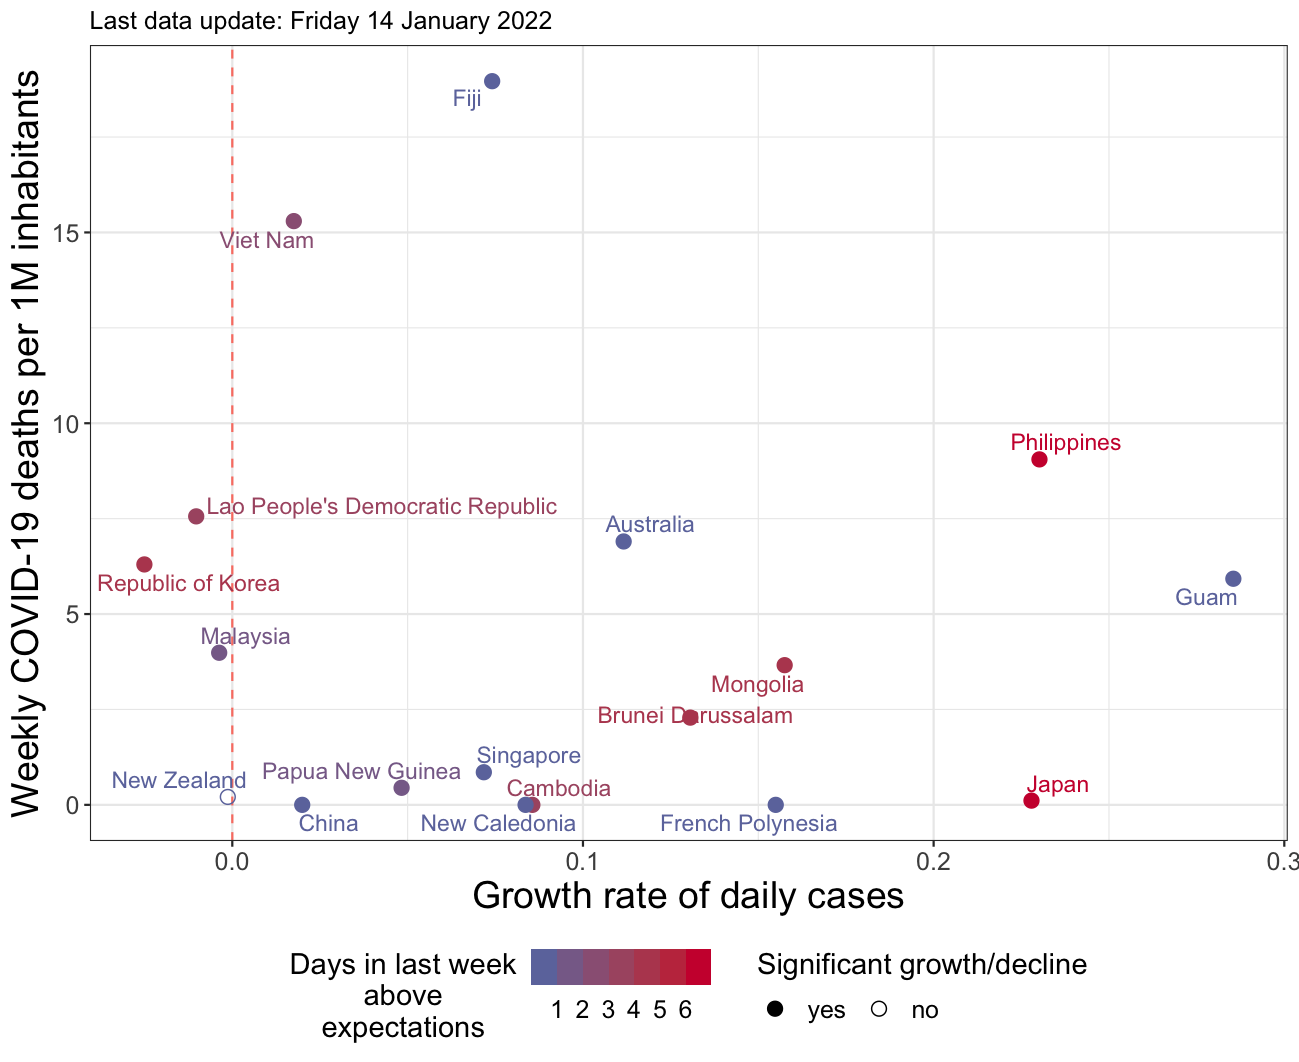 Last data update: Friday 14 January 2022
Weekly COVID-19 deaths per 1M inhabitants
Fiji
15
Viet Nam
10
Philippines
Lao People's Democratic Republic
Australia
Republic of Korea
Guam
5
Malaysia
Mongolia
Brunei Darussalam
Singapore
Papua New Guinea
New Zealand
Cambodia
Japan
0
China
New Caledonia
French Polynesia
0.0 0.1 0.2 0.3
Growth rate of daily cases
Days in last week
above
expectations
1 2 3 4 5 6
Significant growth/decline
yes no